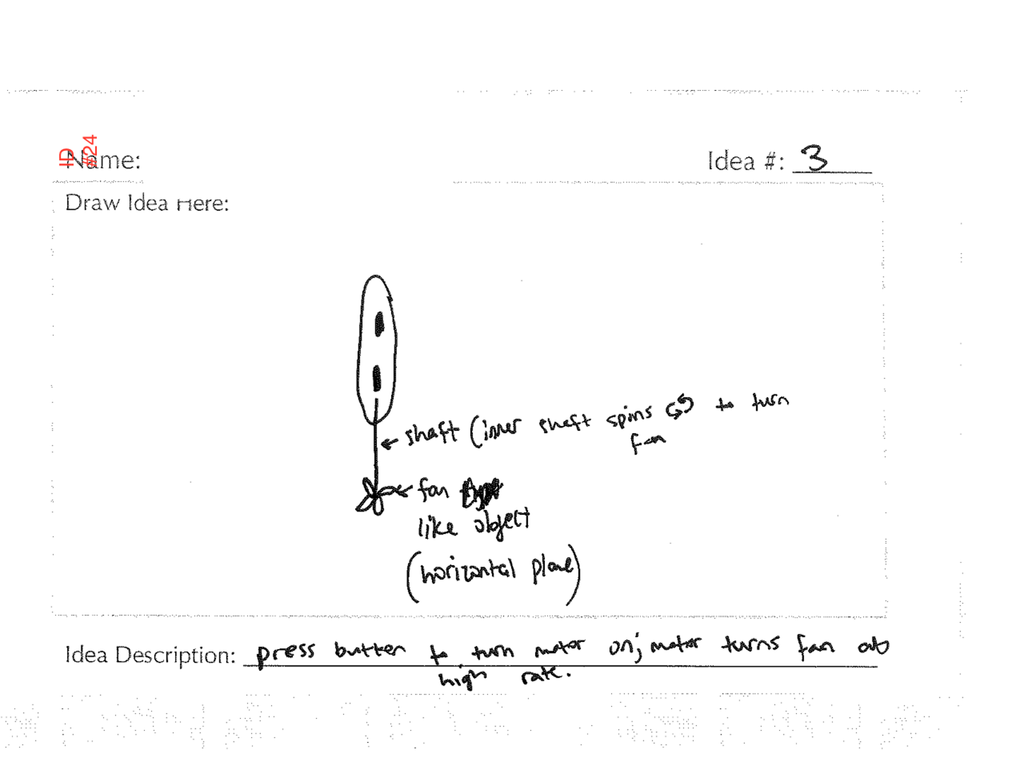 ID #24
Name:
Idea #: 3
Draw Idea Here:
shaft (inner shaft spins to turn
fan
fan
like object
(horizontal plane)
Idea Description: press button to turn motor on; motor turns fan at
high rate.